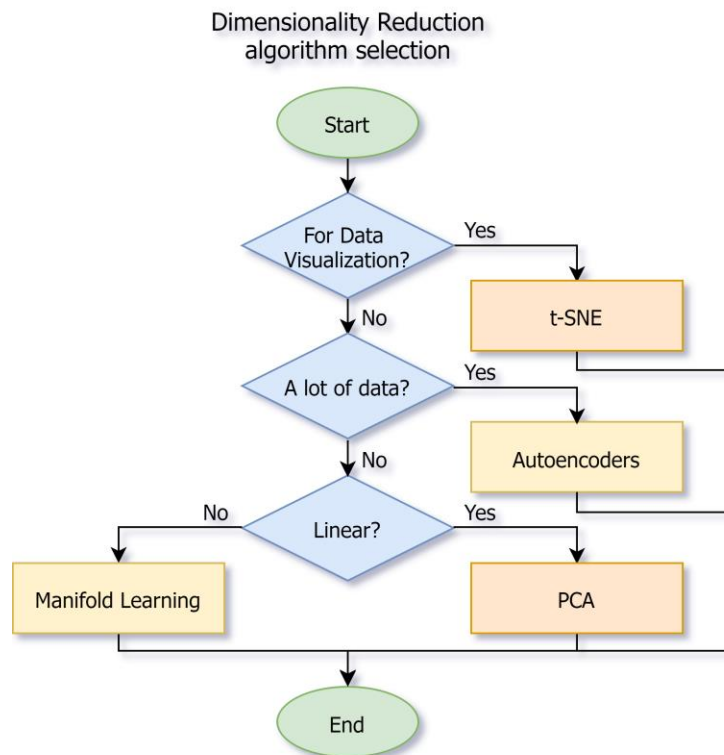 Dimensionality Reduction
algorithm selection
Start
For Data
Visualization?
Yes
t-SNE
No
A lot of data?
Yes
Autoencoders
No
Linear?
No
Yes
Manifold Learning
PCA
End